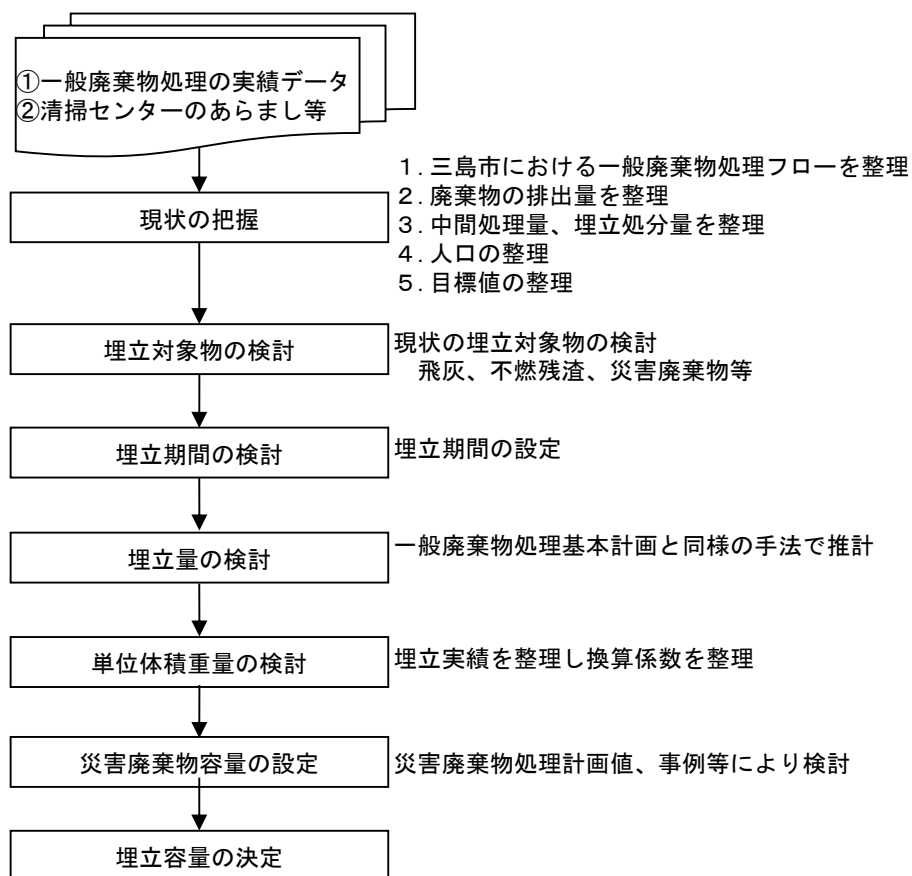 ①一般廃棄物処理の実績データ
②清掃センターのあらまし等
現状の把握
１．三島市における一般廃棄物処理フローを整理
２．廃棄物の排出量を整理
３．中間処理量、埋立処分量を整理
４．人口の整理
５．目標値の整理
埋立対象物の検討
現状の埋立対象物の検討
飛灰、不燃残渣、災害廃棄物等
埋立期間の検討
埋立期間の設定
埋立量の検討
一般廃棄物処理基本計画と同様の手法で推計
単位体積重量の検討
埋立実績を整理し換算係数を整理
災害廃棄物容量の設定
災害廃棄物処理計画値、事例等により検討
埋立容量の決定